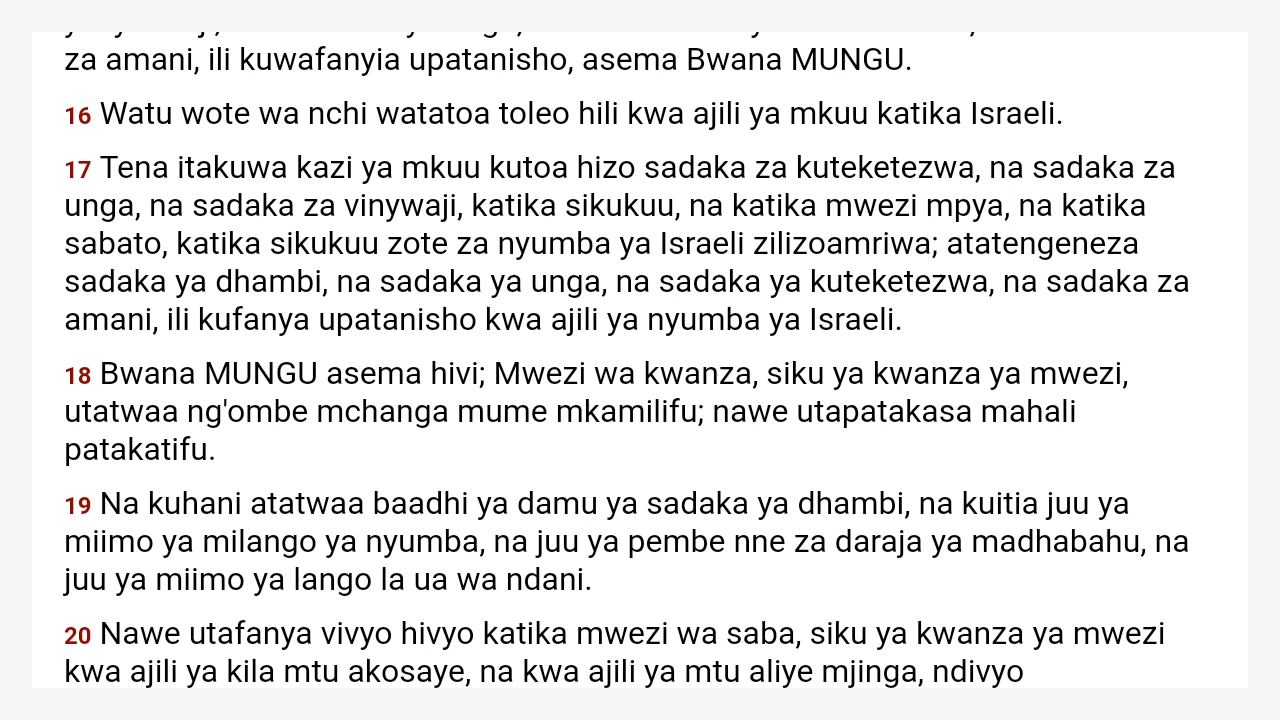 za amani, ili kuwafanyia upatanisho, asema Bwana MUNGU.
16 Watu wote wa nchi watatoa toleo hili kwa ajili ya mkuu katika Israeli.
17 Tena itakuwa kazi ya mkuu kutoa hizo sadaka za kuteketezwa, na sadaka za
unga, na sadaka za vinywaji, katika sikukuu, na katika mwezi mpya, na katika
sabato, katika sikukuu zote za nyumba ya Israeli zilizoamriwa; atatengeneza
sadaka ya dhambi, na sadaka ya unga, na sadaka ya kuteketezwa, na sadaka za
amani, ili kufanya upatanisho kwa ajili ya nyumba ya Israeli.
18 Bwana MUNGU asema hivi; Mwezi wa kwanza, siku ya kwanza ya mwezi,
utatwaa ng'ombe mchanga mume mkamilifu; nawe utapatakasa mahali
patakatifu.
19 Na kuhani atatwaa baadhi ya damu ya sadaka ya dhambi, na kuitia juu ya
miimo ya milango ya nyumba, na juu ya pembe nne za daraja ya madhabahu, na
juu ya miimo ya lango la ua wa ndani.
20 Nawe utafanya vivyo hivyo katika mwezi wa saba, siku ya kwanza ya mwezi
kwa ajili ya kila mtu akosaye, na kwa ajili ya mtu aliye mjinga, ndivyo